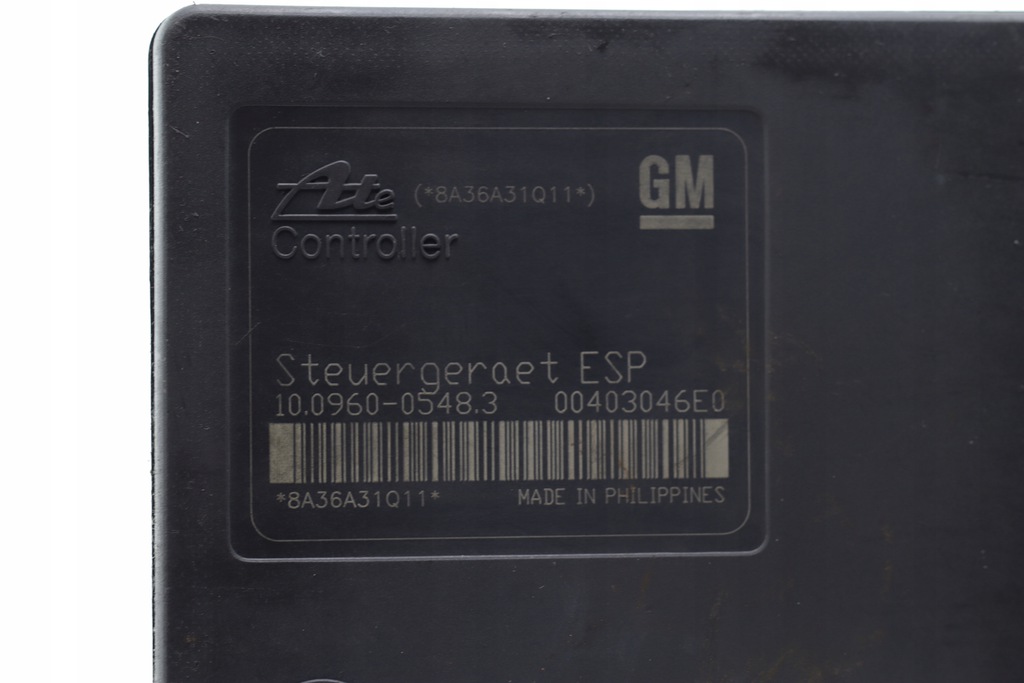 Ate (*8A36A31Q11*) GM
Controller
Steuergeraet ESP
10.0960-0548.3 00403046E0
*8A36A31Q11* MADE IN PHILIPPINES